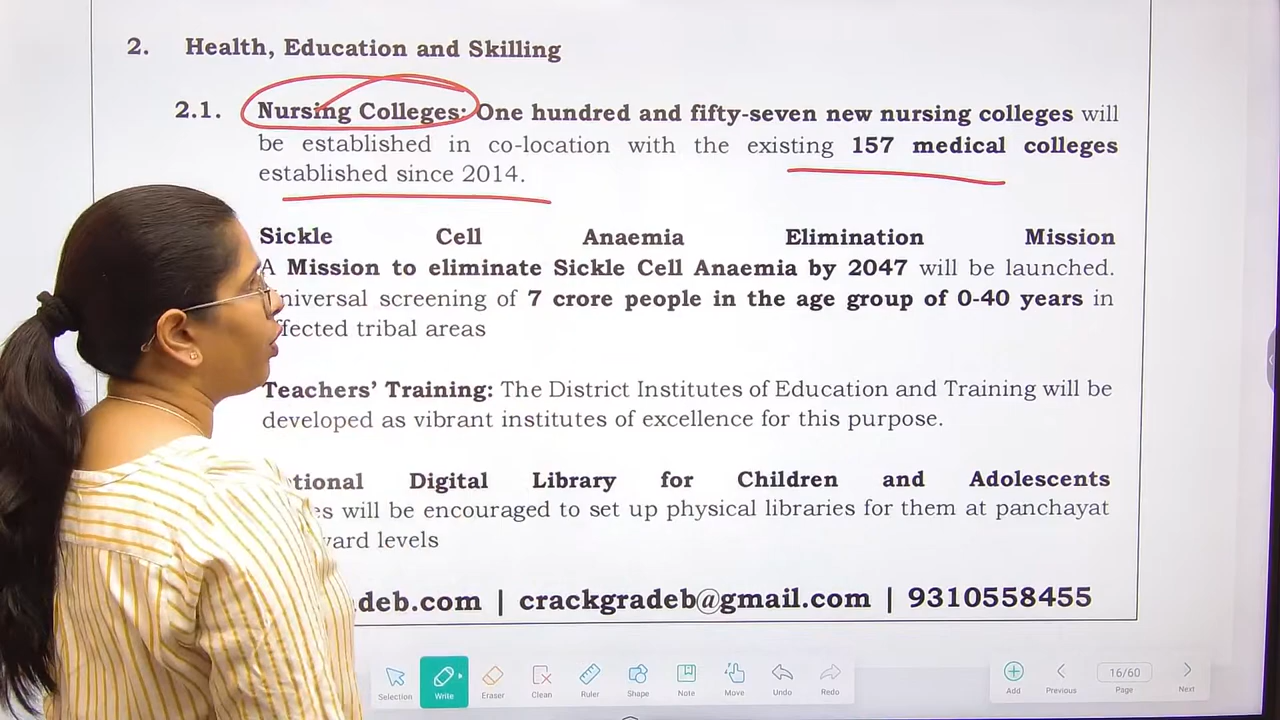 2. Health, Education and Skilling
2.1. Nursing Colleges: One hundred and fifty-seven new nursing colleges will
be established in co-location with the existing 157 medical colleges
established since 2014.
Sickle Cell Anaemia Elimination Mission
A Mission to eliminate Sickle Cell Anaemia by 2047 will be launched.
niversal screening of 7 crore people in the age group of 0-40 years in
ffected tribal areas
Teachers' Training: The District Institutes of Education and Training will be
developed as vibrant institutes of excellence for this purpose.
tional Digital Library for Children and Adolescents
es will be encouraged to set up physical libraries for them at panchayat
ward levels
deb.com | crackgradeb@gmail.com | 9310558455
Selection Write Eraser Clean Ruler Shape Note Move Undo Redo Add Previous 16/60 Page Next